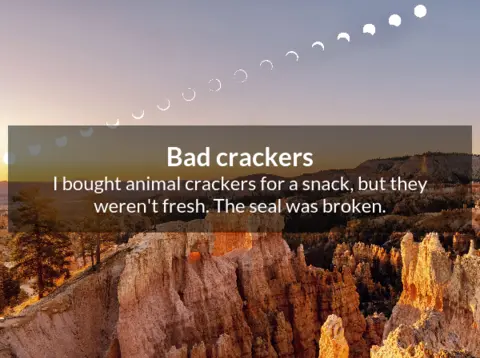 Bad crackers
I bought animal crackers for a snack, but they
weren't fresh. The seal was broken.